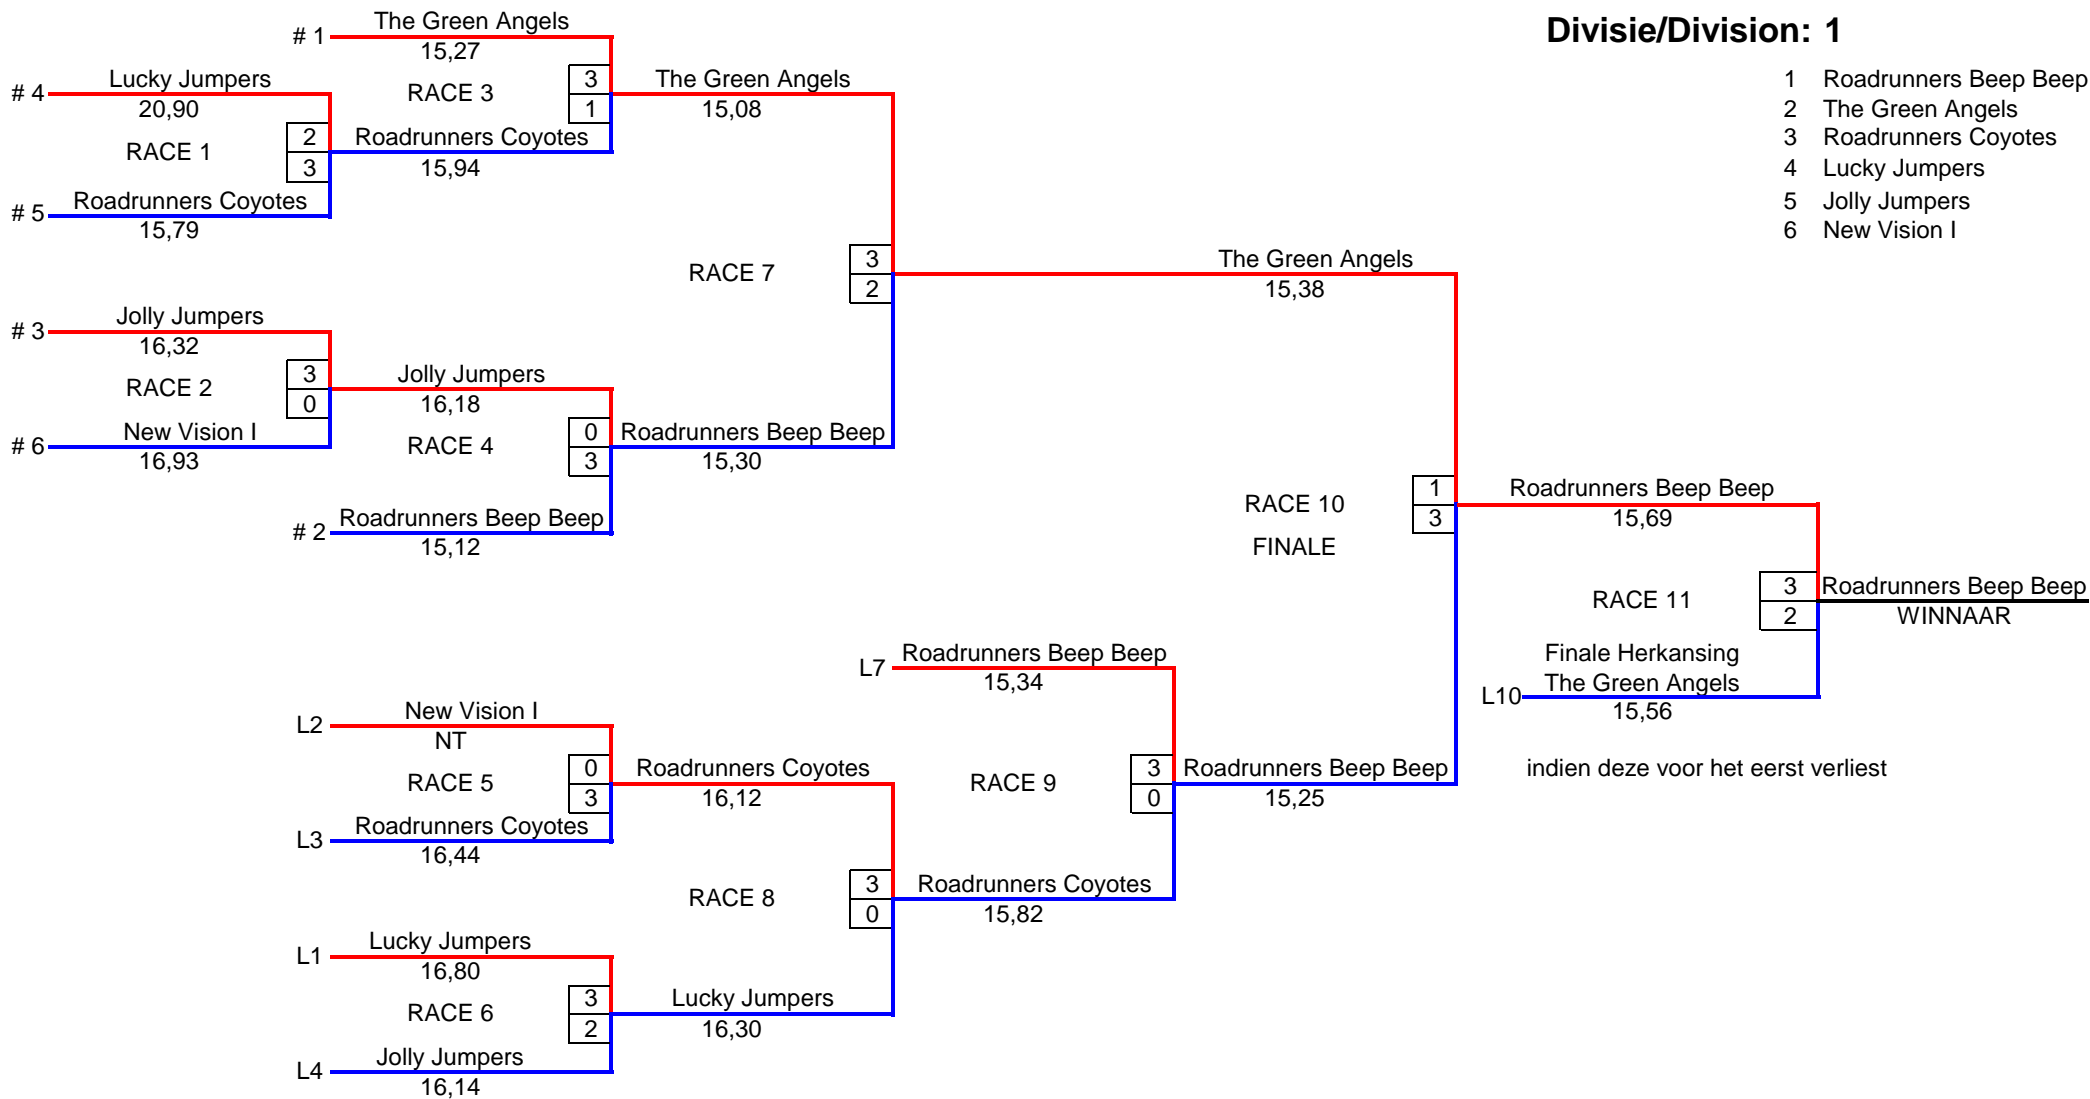 Divisie/Division: 1
1 Roadrunners Beep Beep
2 The Green Angels
3 Roadrunners Coyotes
4 Lucky Jumpers
5 Jolly Jumpers
6 New Vision I
# 1 The Green Angels
15,27
RACE 3
3
1
Roadrunners Coyotes
15,94
# 4 Lucky Jumpers
20,90
RACE 1
2
3
# 5 Roadrunners Coyotes
15,79
# 3 Jolly Jumpers
16,32
RACE 2
3
0
# 6 New Vision I
16,93
Jolly Jumpers
16,18
RACE 4
0
3
# 2 Roadrunners Beep Beep
15,12
The Green Angels
15,08
RACE 7
3
2
Roadrunners Beep Beep
15,30
L2 New Vision I
NT
RACE 5
0
3
L3 Roadrunners Coyotes
16,44
L1 Lucky Jumpers
16,80
RACE 6
3
2
L4 Jolly Jumpers
16,14
Roadrunners Coyotes
16,12
RACE 8
3
0
Lucky Jumpers
16,30
L7 Roadrunners Beep Beep
15,34
RACE 9
3
0
Roadrunners Coyotes
15,82
The Green Angels
15,38
RACE 10
FINALE
1
3
Roadrunners Beep Beep
15,25
Roadrunners Beep Beep
15,69
RACE 11
3
2
Finale Herkansing
L10 The Green Angels
15,56
indien deze voor het eerst verliest
Roadrunners Beep Beep
WINNAAR